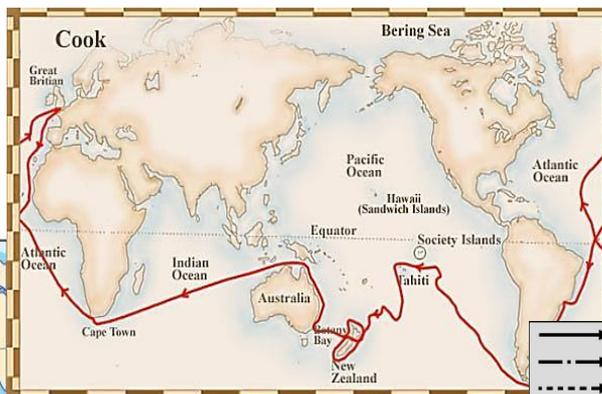 Cook
Bering Sea
Great
Britian
Pacific
Ocean
Atlantic
Ocean
Hawaii
(Sandwich Islands)
Equator
Society Islands
Atlantic
Ocean
Indian
Ocean
Tahiti
Australia
Botany
Bay
Cape Town
New
Zealand